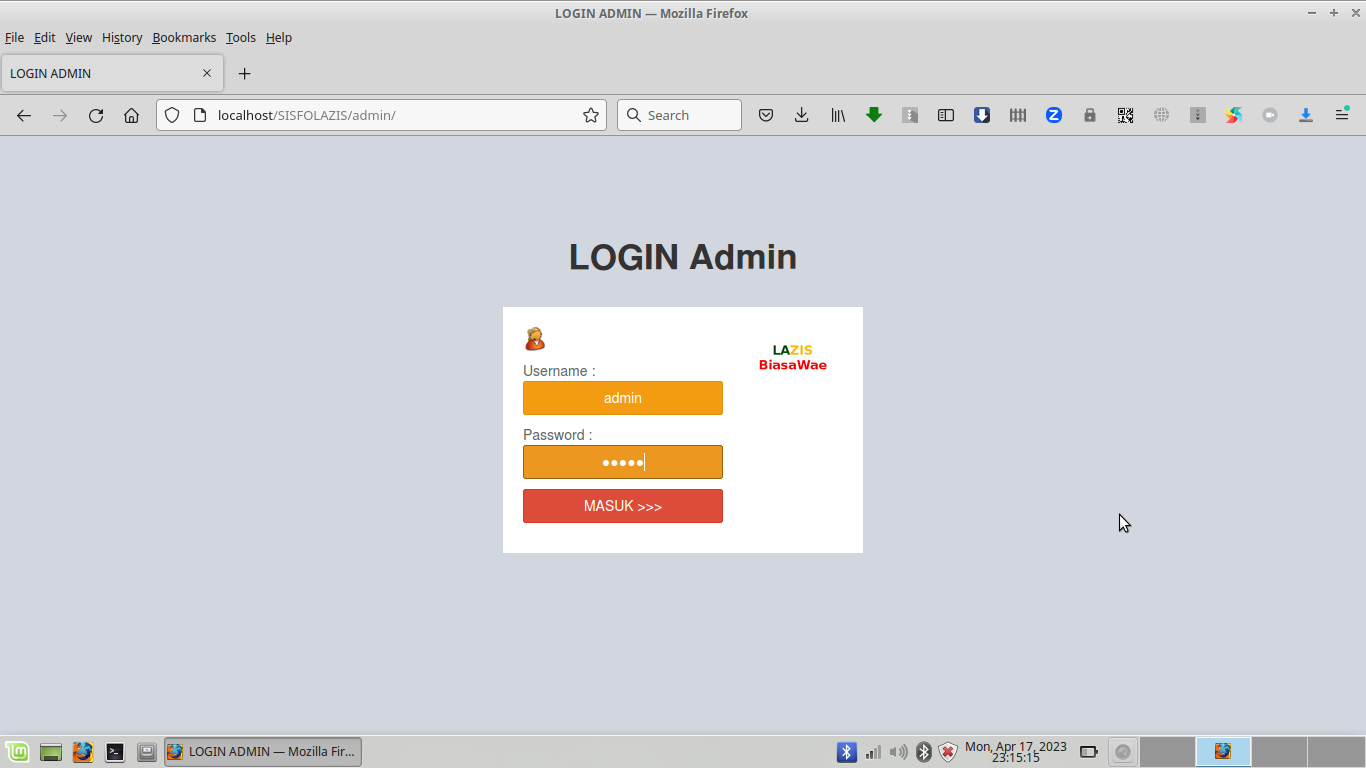 LOGIN ADMIN — Mozilla Firefox
File Edit View History Bookmarks Tools Help
LOGIN ADMIN
localhost/SISFOLAZIS/admin/
Search
LOGIN Admin
LAZIS
BiasaWae
Username :
admin
Password :
●●●●●
MASUK >>>
LOGIN ADMIN — Mozilla Fir...
Mon, Apr 17, 2023
23:15:15